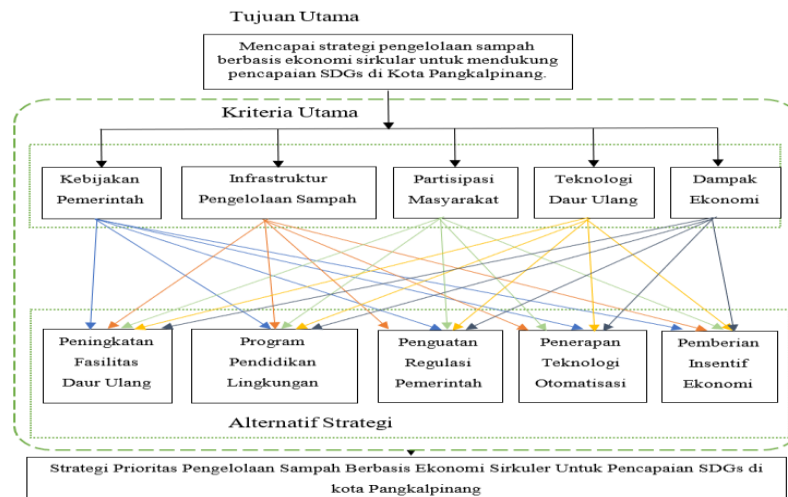 Tujuan Utama
Mencapai strategi pengelolaan sampah
berbasis ekonomi sirkular untuk mendukung
pencapaian SDGs di Kota Pangkalpinang.
Kriteria Utama
Kebijakan
Pemerintah
Infrastruktur
Pengelolaan Sampah
Partisipasi
Masyarakat
Teknologi
Daur Ulang
Dampak
Ekonomi
Peningkatan
Fasilitas
Daur Ulang
Program
Pendidikan
Lingkungan
Penguatan
Regulasi
Pemerintah
Penerapan
Teknologi
Otomatisasi
Pemberian
Insentif
Ekonomi
Alternatif Strategi
Strategi Prioritas Pengelolaan Sampah Berbasis Ekonomi Sirkuler Untuk Pencapaian SDGs di
kota Pangkalpinang